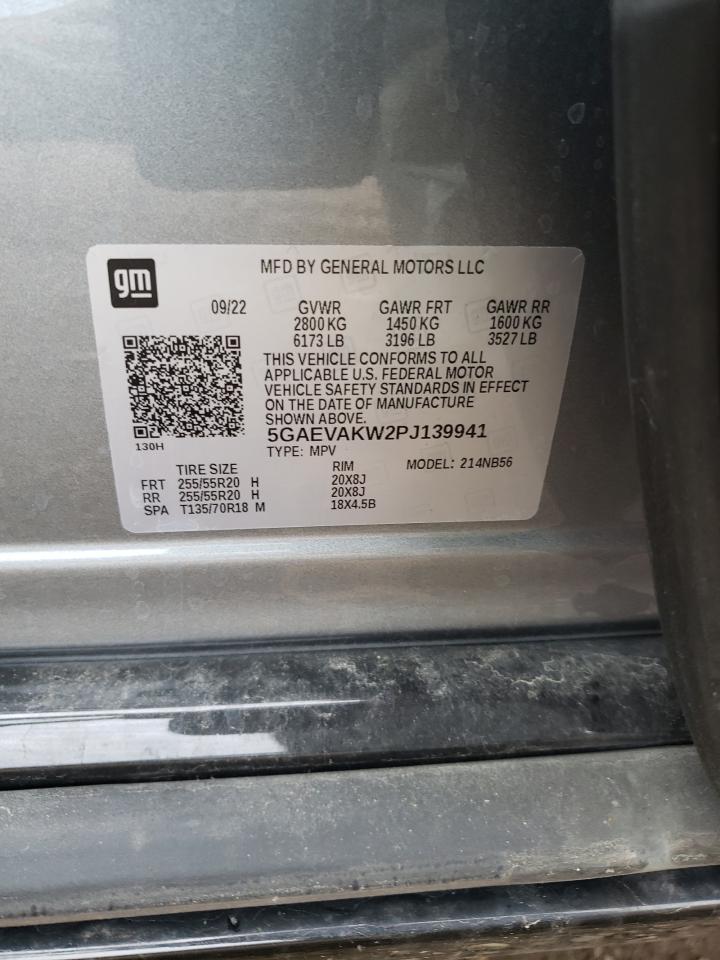 gm
MFD BY GENERAL MOTORS LLC
09/22 GVWR GAWR FRT GAWR RR
2800 KG 1450 KG 1600 KG
6173 LB 3196 LB 3527 LB
THIS VEHICLE CONFORMS TO ALL
APPLICABLE U.S. FEDERAL MOTOR
VEHICLE SAFETY STANDARDS IN EFFECT
ON THE DATE OF MANUFACTURE
SHOWN ABOVE.
5GAEVAKW2PJ139941
130H
TYPE: MPV MODEL: 214NB56
TIRE SIZE RIM
FRT 255/55R20 H 20X8J
RR 255/55R20 H 20X8J
SPA T135/70R18 M 18X4.5B